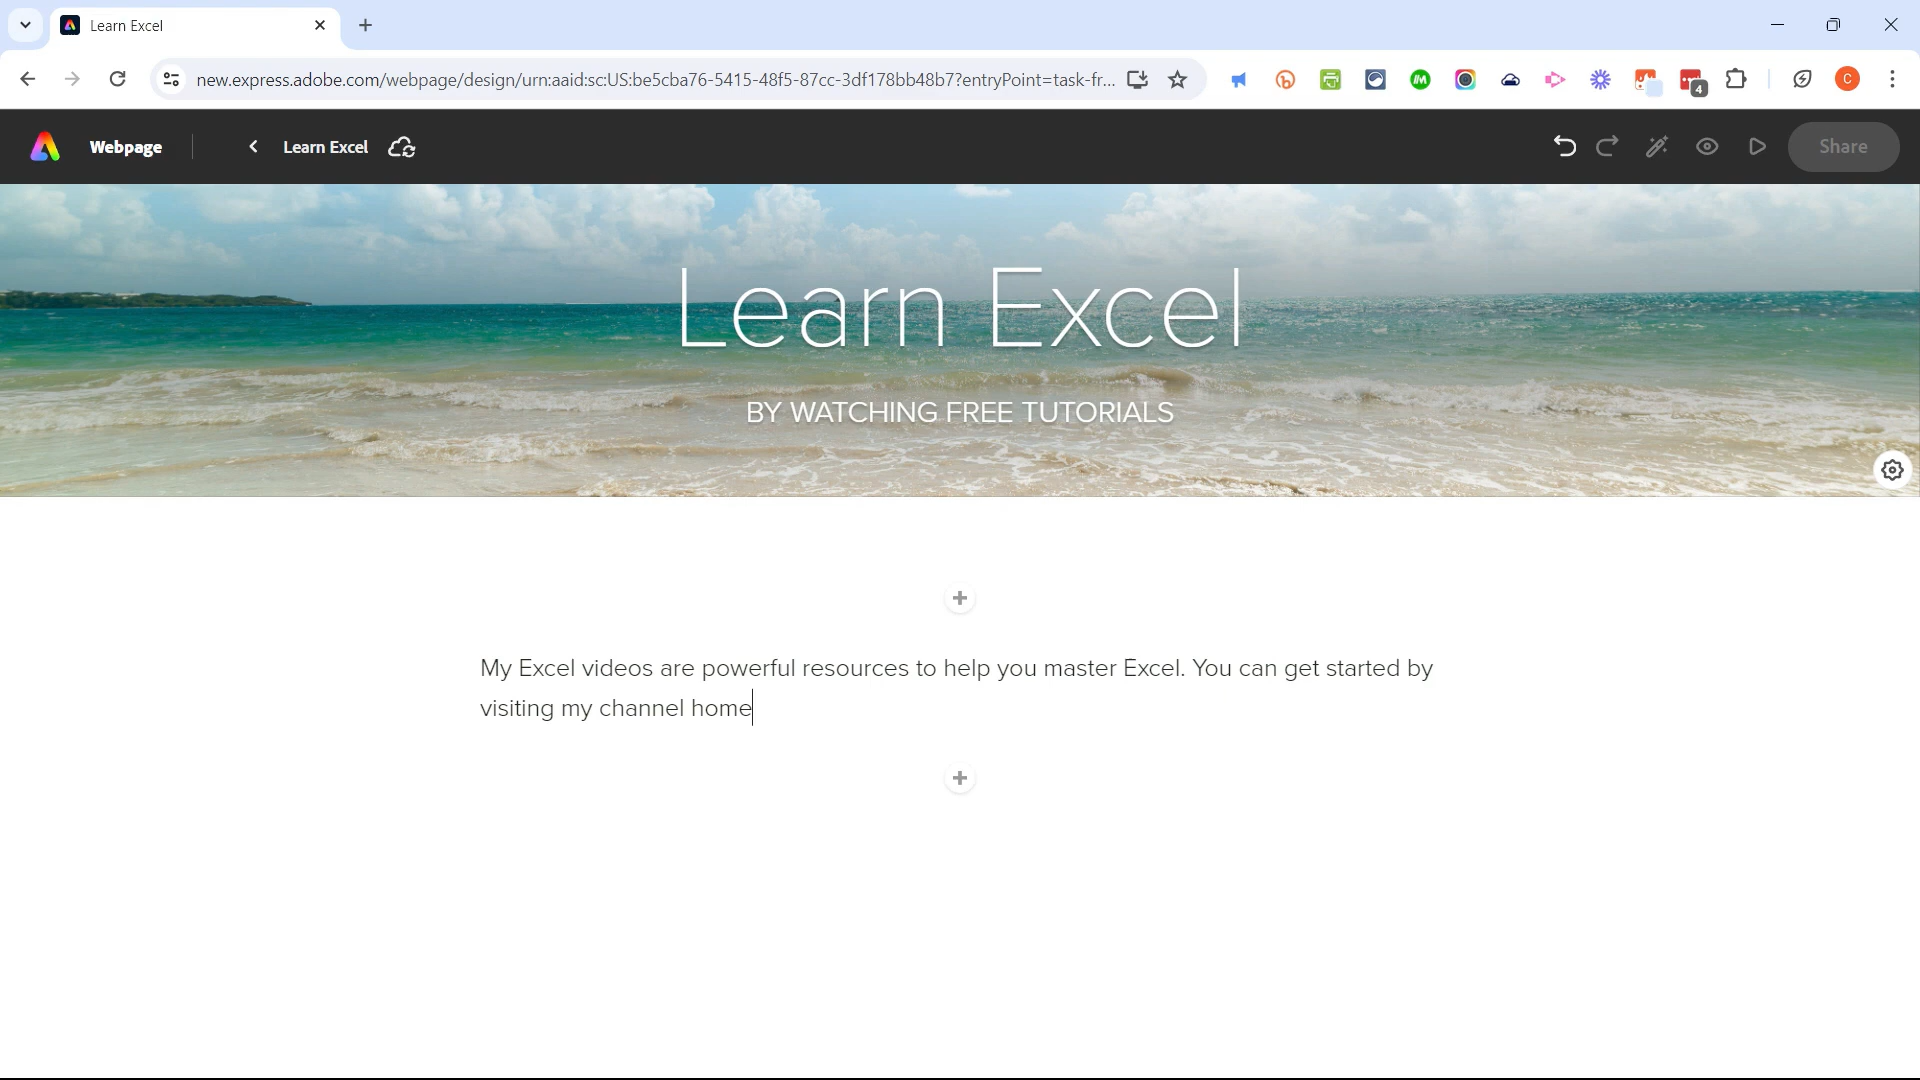 Learn Excel
new.express.adobe.com/webpage/design/urn:aaid:sc:US:be5cba76-5415-48f5-87cc-3df178bb48b7?entryPoint=task-fr...
4
C
Webpage
Learn Excel
Share
Learn Excel
BY WATCHING FREE TUTORIALS
My Excel videos are powerful resources to help you master Excel. You can get started by
visiting my channel home